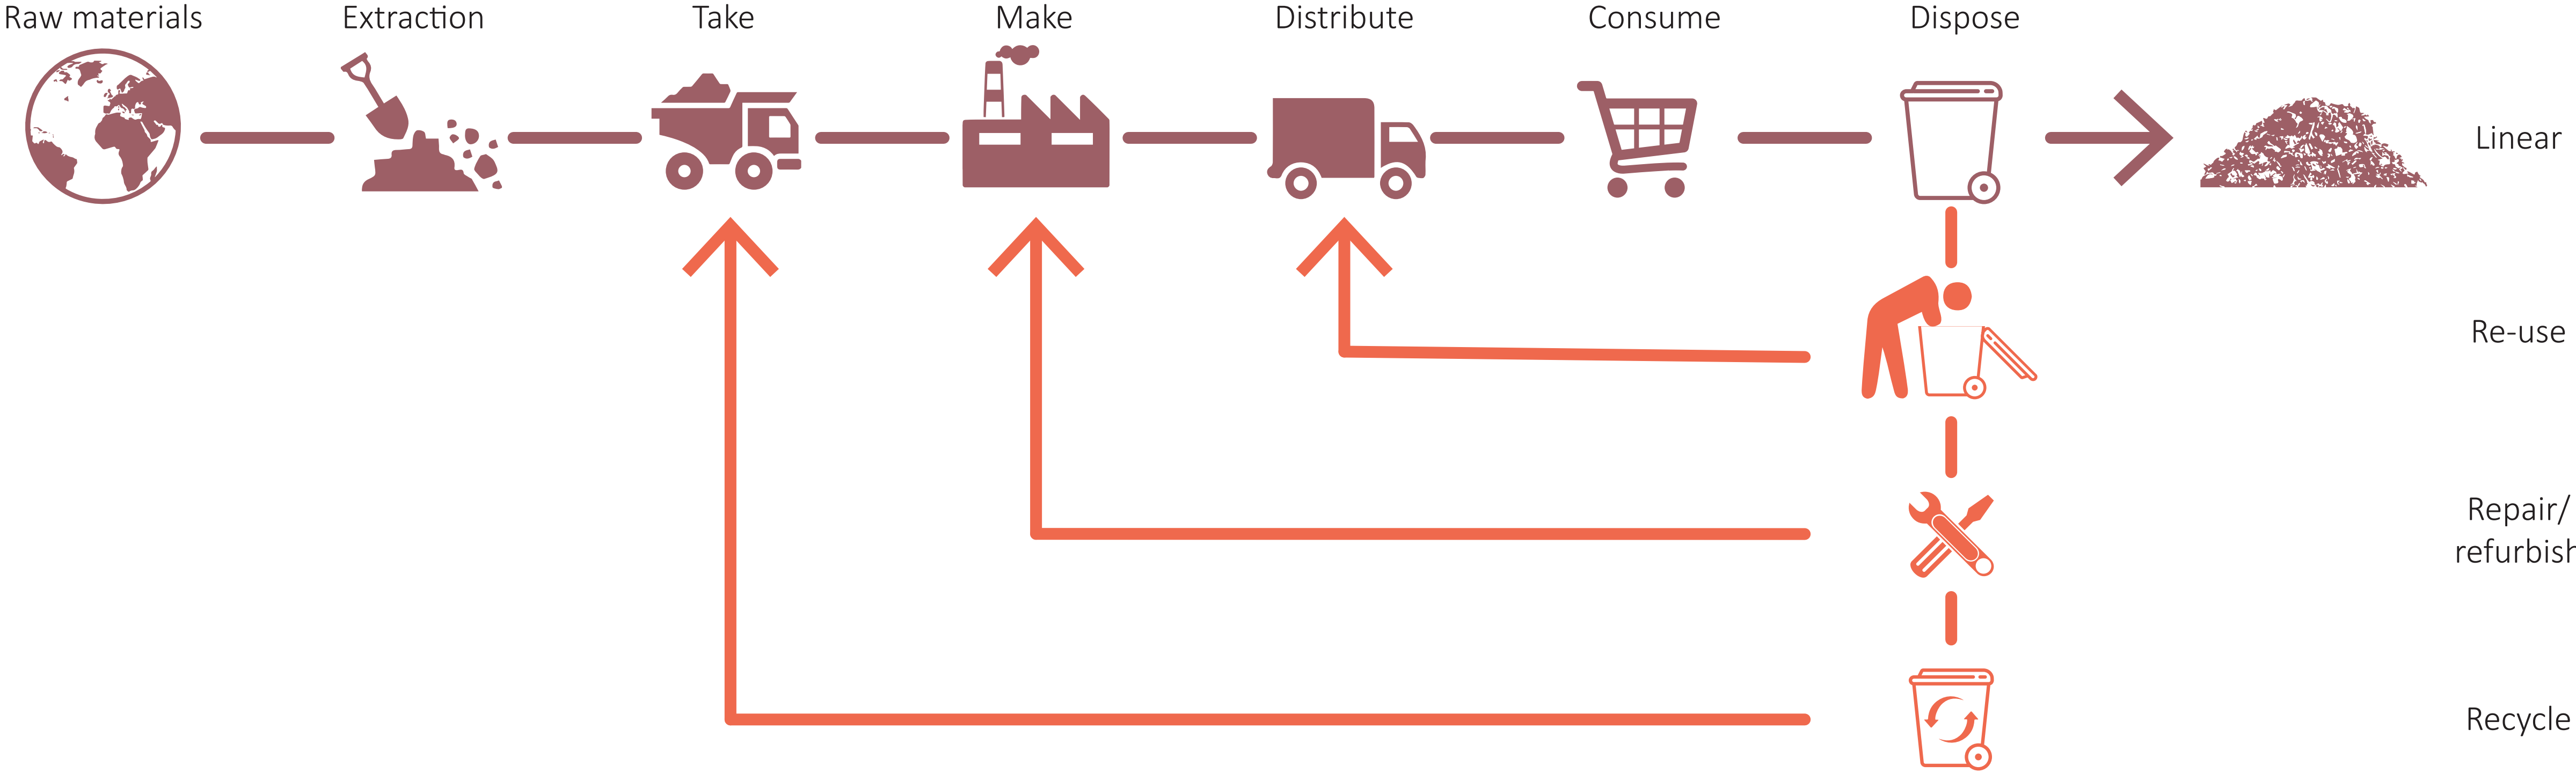 Raw materials
Extraction
Take
Make
Distribute
Consume
Dispose
Linear
Re-use
Repair/
refurbish
Recycle